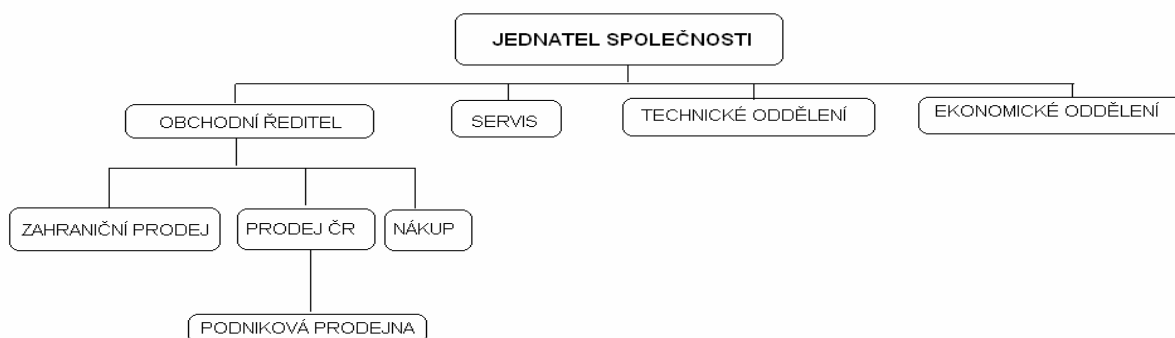 JEDNATEL SPOLEČNOSTI
OBCHODNÍ ŘEDITEL
SERVIS
TECHNICKÉ ODDĚLENÍ
EKONOMICKÉ ODDĚLENÍ
ZAHRANIČNÍ PRODEJ
PRODEJ ČR
NÁKUP
PODNIKOVÁ PRODEJNA